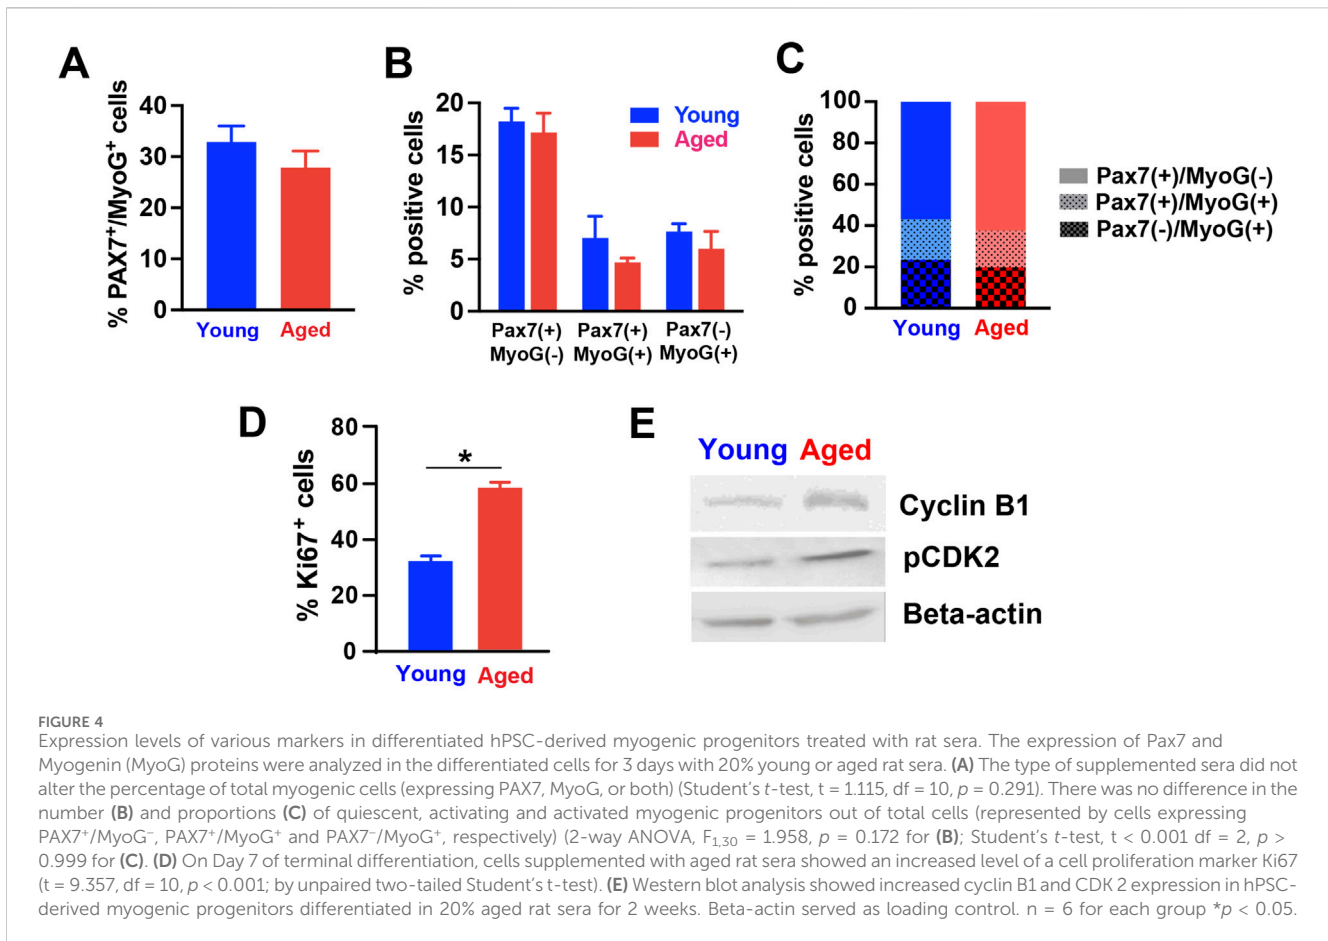 A
% PAX7+/MyoG+ cells
40
30
20
10
0
Young Aged
B
% positive cells
20
15
10
5
0
Young
Aged
Pax7(+) Pax7(+) Pax7(-)
MyoG(-) MyoG(+) MyoG(+)
C
% positive cells
100
80
60
40
20
0
Young Aged
Pax7(+)/MyoG(-)
Pax7(+)/MyoG(+)
Pax7(-)/MyoG(+)
D
% Ki67+ cells
80
60
40
20
0
*
Young Aged
E
Young Aged
Cyclin B1
pCDK2
Beta-actin
FIGURE 4
Expression levels of various markers in differentiated hPSC-derived myogenic progenitors treated with rat sera. The expression of Pax7 and
Myogenin (MyoG) proteins were analyzed in the differentiated cells for 3 days with 20% young or aged rat sera. (A) The type of supplemented sera did not
alter the percentage of total myogenic cells (expressing PAX7, MyoG, or both) (Student's t-test, t = 1.115, df = 10, p = 0.291). There was no difference in the
number (B) and proportions (C) of quiescent, activating and activated myogenic progenitors out of total cells (represented by cells expressing
PAX7+/MyoG−, PAX7+/MyoG+ and PAX7−/MyoG+, respectively) (2-way ANOVA, F1,30 = 1.958, p = 0.172 for (B); Student's t-test, t < 0.001 df = 2, p >
0.999 for (C). (D) On Day 7 of terminal differentiation, cells supplemented with aged rat sera showed an increased level of a cell proliferation marker Ki67
(t = 9.357, df = 10, p < 0.001; by unpaired two-tailed Student's t-test). (E) Western blot analysis showed increased cyclin B1 and CDK 2 expression in hPSC-
derived myogenic progenitors differentiated in 20% aged rat sera for 2 weeks. Beta-actin served as loading control. n = 6 for each group *p < 0.05.